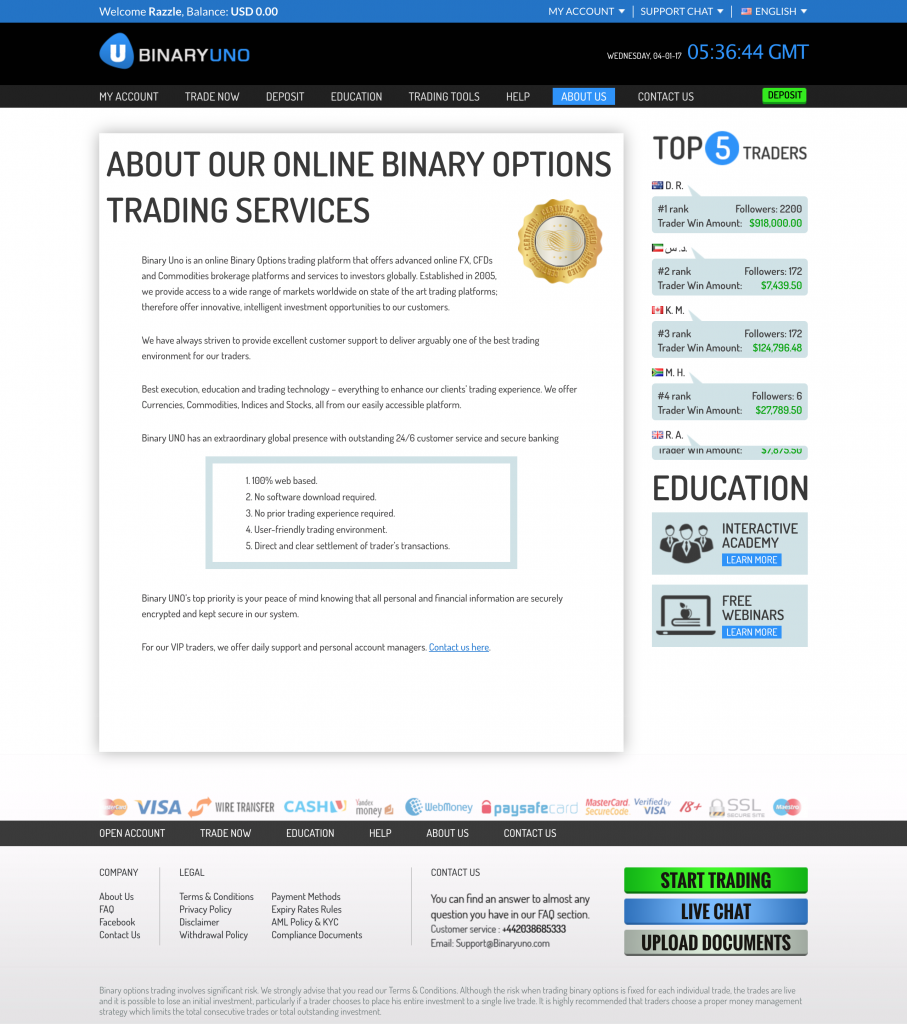 Welcome Razzle, Balance: USD 0.00
MY ACCOUNT SUPPORT CHAT ENGLISH
U BINARYUNO
WEDNESDAY, 04-01-17 05:36:44 GMT
MY ACCOUNT TRADE NOW DEPOSIT EDUCATION TRADING TOOLS HELP ABOUT US CONTACT US DEPOSIT
ABOUT OUR ONLINE BINARY OPTIONS
TRADING SERVICES
CERTIFIED CERTIFIED CERTIFIED CERTIFIED
Binary Uno is an online Binary Options trading platform that offers advanced online FX, CFDs
and Commodities brokerage platforms and services to investors globally. Established in 2005,
we provide access to a wide range of markets worldwide on state of the art trading platforms;
therefore offer innovative, intelligent investment opportunities to our customers.
We have always striven to provide excellent customer support to deliver arguably one of the best trading
environment for our traders.
Best execution, education and trading technology – everything to enhance our clients' trading experience. We offer
Currencies, Commodities, Indices and Stocks, all from our easily accessible platform.
Binary UNO has an extraordinary global presence with outstanding 24/6 customer service and secure banking
1. 100% web based.
2. No software download required.
3. No prior trading experience required.
4. User-friendly trading environment.
5. Direct and clear settlement of trader's transactions.
Binary UNO's top priority is your peace of mind knowing that all personal and financial information are securely
encrypted and kept secure in our system.
For our VIP traders, we offer daily support and personal account managers. Contact us here.
TOP 5 TRADERS
D. R.
#1 rank Followers: 2200
Trader Win Amount: $918,000.00
د. س.
#2 rank Followers: 172
Trader Win Amount: $7,439.50
K. M.
#3 rank Followers: 172
Trader Win Amount: $124,796.48
M. H.
#4 rank Followers: 6
Trader Win Amount: $27,789.50
R. A.
Trader Win Amount: $7,875.50
EDUCATION
INTERACTIVE
ACADEMY
LEARN MORE
FREE
WEBINARS
LEARN MORE
VISA WIRE TRANSFER CASHU Yandex money WebMoney paysafecard MasterCard. SecureCode. Verified by VISA 18+ SSL SECURE SITE Maestro
OPEN ACCOUNT TRADE NOW EDUCATION HELP ABOUT US CONTACT US
COMPANY
About Us
FAQ
Facebook
Contact Us
LEGAL
Terms & Conditions Payment Methods
Privacy Policy Expiry Rates Rules
Disclaimer AML Policy & KYC
Withdrawal Policy Compliance Documents
CONTACT US
You can find an answer to almost any
question you have in our FAQ section.
Customer service : +442038685333
Email: Support@Binaryuno.com
START TRADING
LIVE CHAT
UPLOAD DOCUMENTS
Binary options trading involves significant risk. We strongly advise that you read our Terms & Conditions. Although the risk when trading binary options is fixed for each individual trade, the trades are live
and it is possible to lose an initial investment, particularly if a trader chooses to place his entire investment to a single live trade. It is highly recommended that traders choose a proper money management
strategy which limits the total consecutive trades or total outstanding investment.